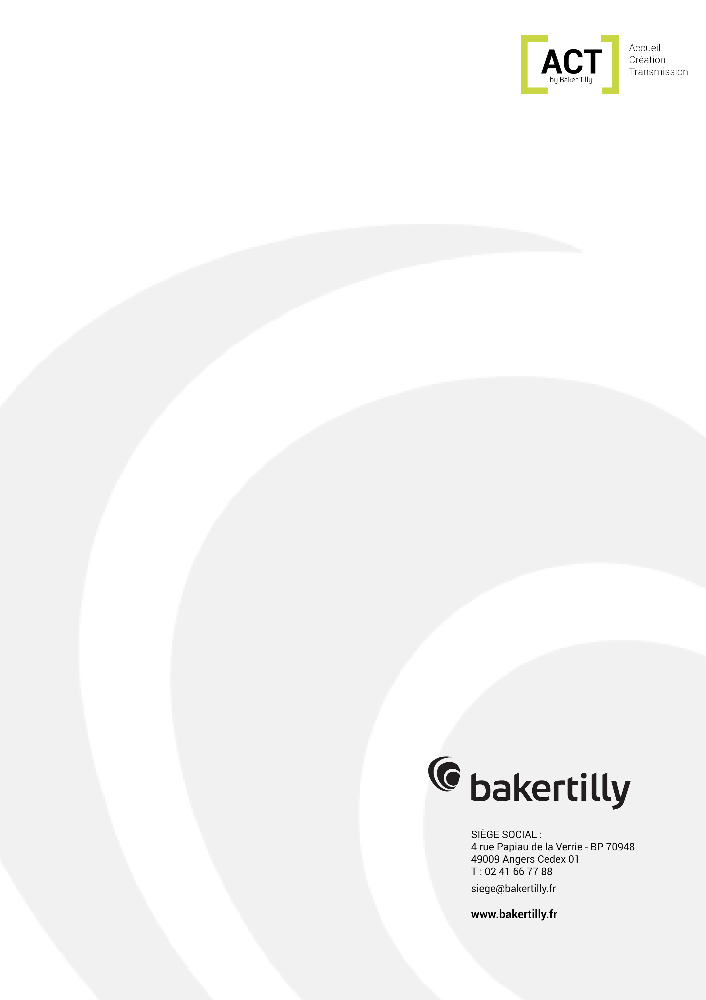 ACT
by Baker Tilly
Accueil
Création
Transmission
bakertilly
SIÈGE SOCIAL :
4 rue Papiau de la Verrie - BP 70948
49009 Angers Cedex 01
T : 02 41 66 77 88
siege@bakertilly.fr
www.bakertilly.fr